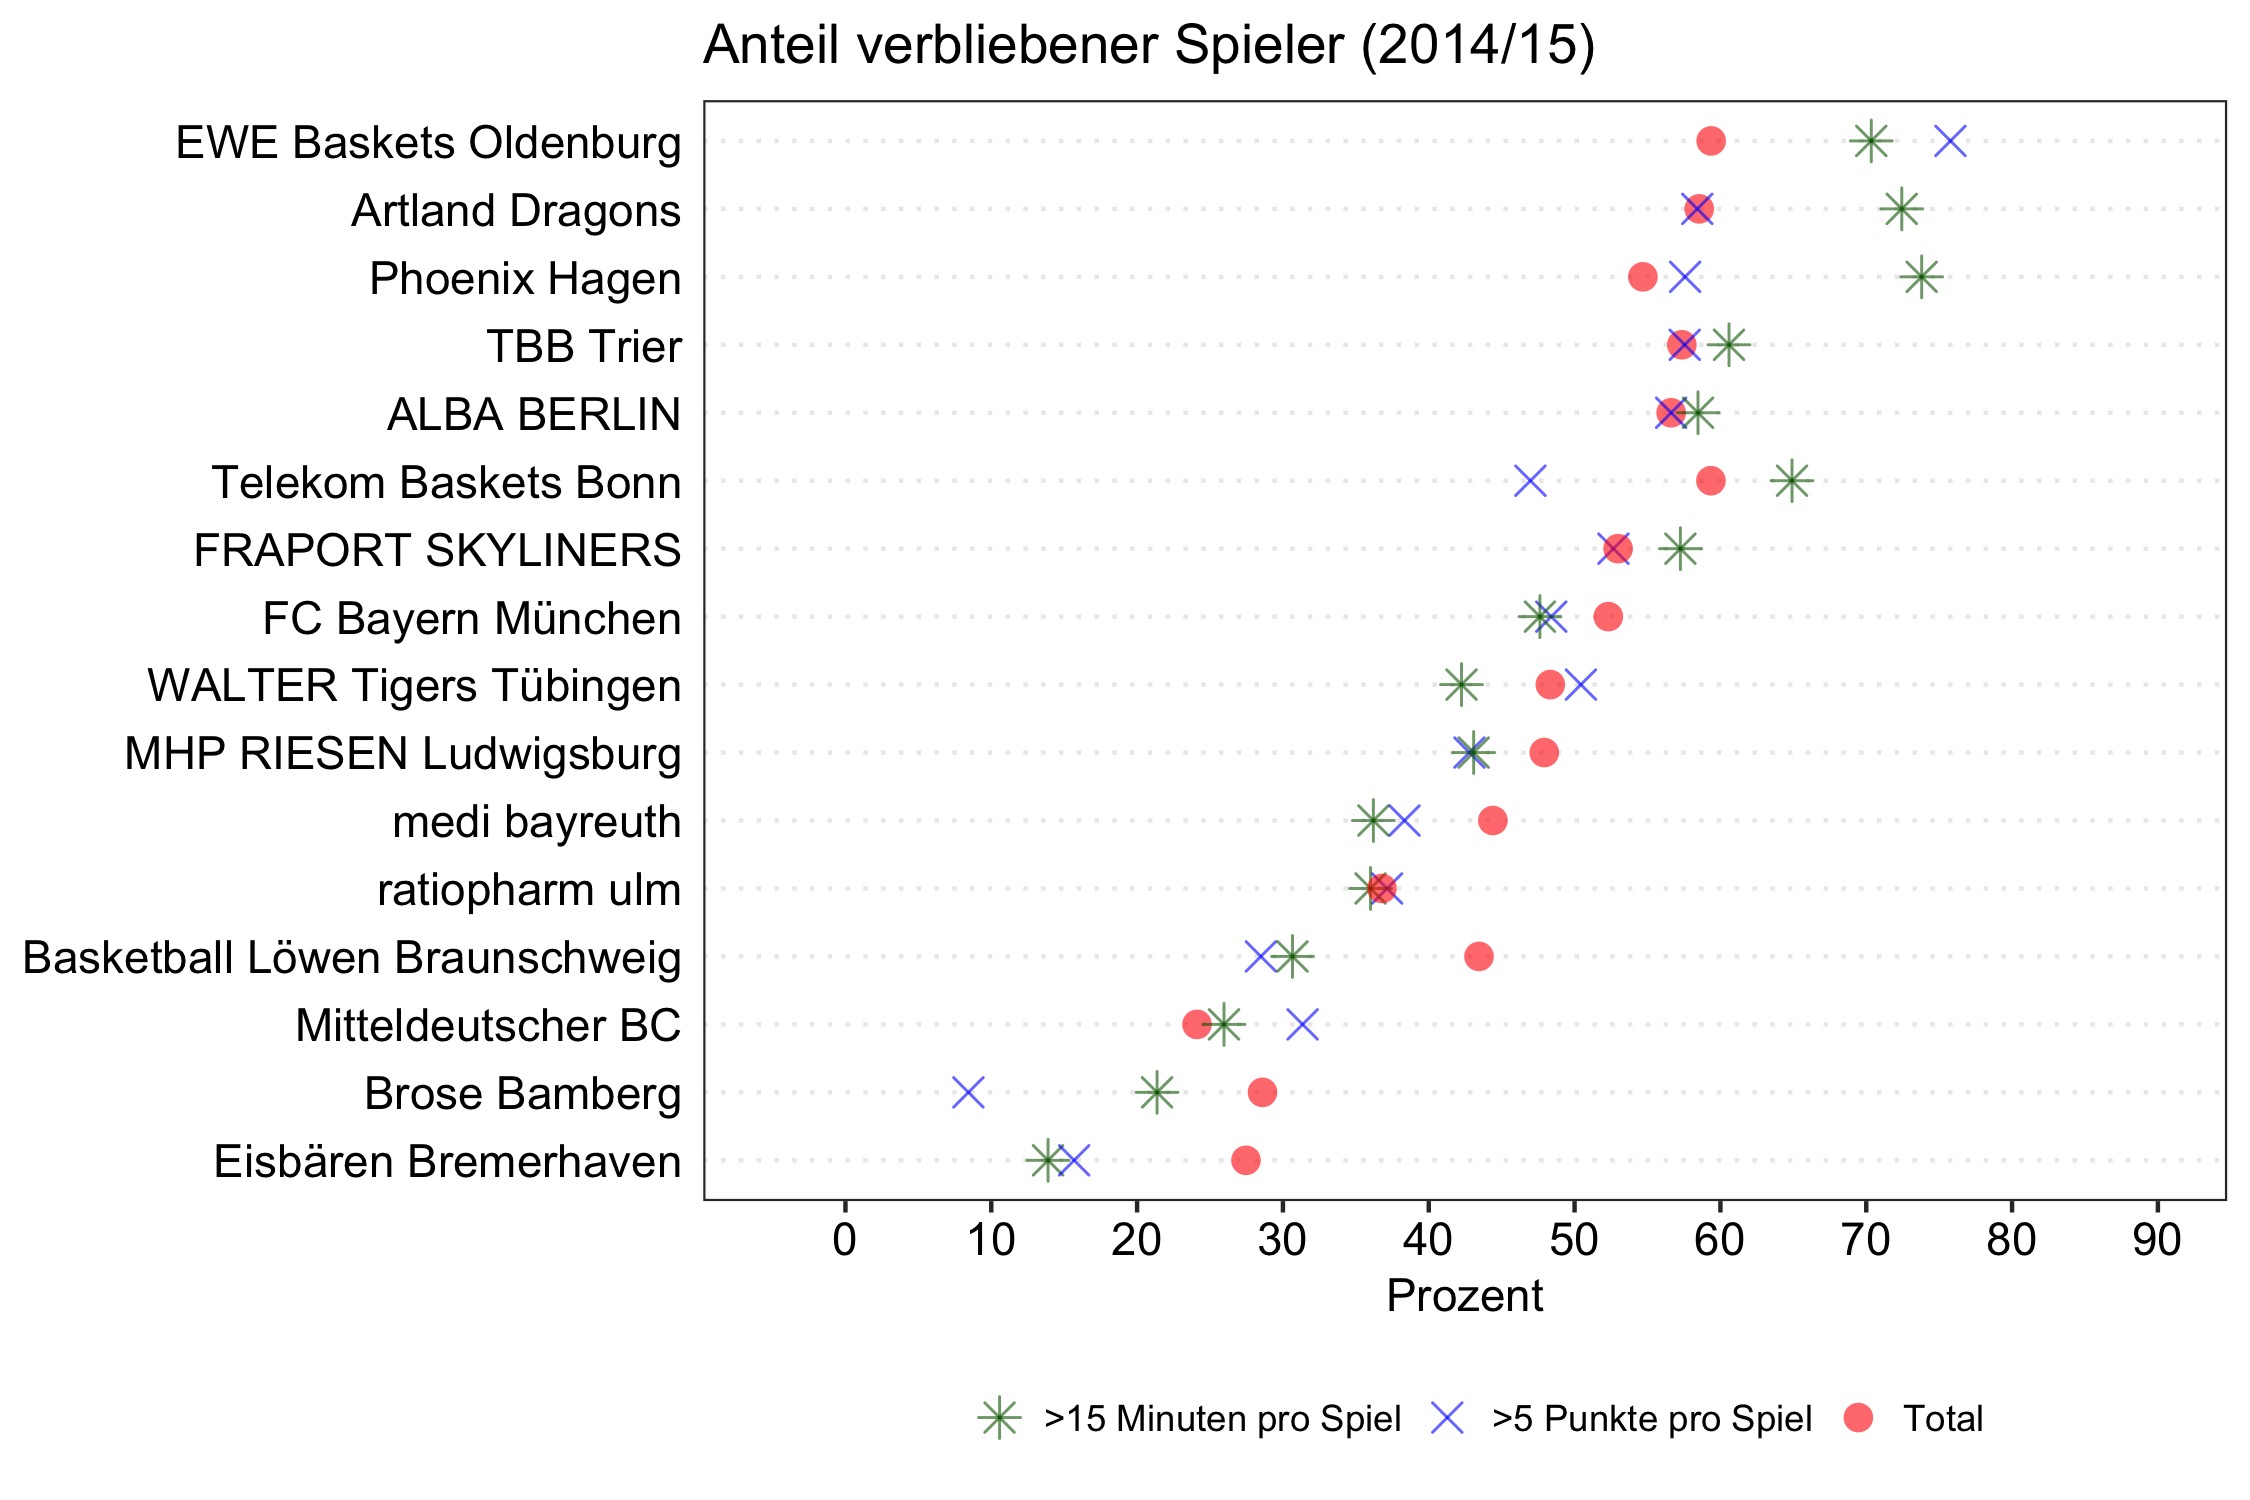 Anteil verbliebener Spieler (2014/15)
EWE Baskets Oldenburg
Artland Dragons
Phoenix Hagen
TBB Trier
ALBA BERLIN
Telekom Baskets Bonn
FRAPORT SKYLINERS
FC Bayern München
WALTER Tigers Tübingen
MHP RIESEN Ludwigsburg
medi bayreuth
ratiopharm ulm
Basketball Löwen Braunschweig
Mitteldeutscher BC
Brose Bamberg
Eisbären Bremerhaven
0 10 20 30 40 50 60 70 80 90
Prozent
>15 Minuten pro Spiel >5 Punkte pro Spiel Total